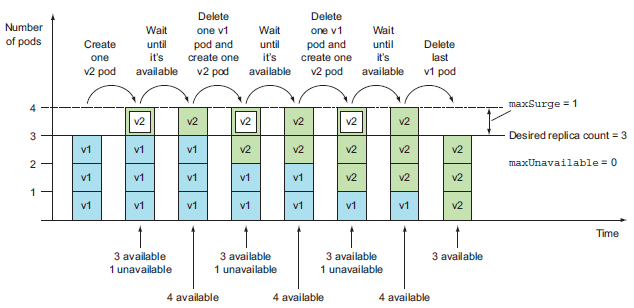 Number
of pods
Create
one
v2 pod
Wait
until
it's
available
Delete
one v1
pod and
create one
v2 pod
Wait
until
it's
available
Delete
one v1
pod and
create one
v2 pod
Wait
until
it's
available
Delete
last
v1 pod
4
3
2
1
v2 v2 v2 v2 v2 v2
v1 v1 v1 v2 v2 v2 v2 v2
v1 v1 v1 v1 v1 v2 v2 v2
v1 v1 v1 v1 v1 v1 v1 v2
maxSurge = 1
Desired replica count = 3
maxUnavailable = 0
Time
3 available
1 unavailable
4 available
3 available
1 unavailable
4 available
3 available
1 unavailable
4 available
3 available